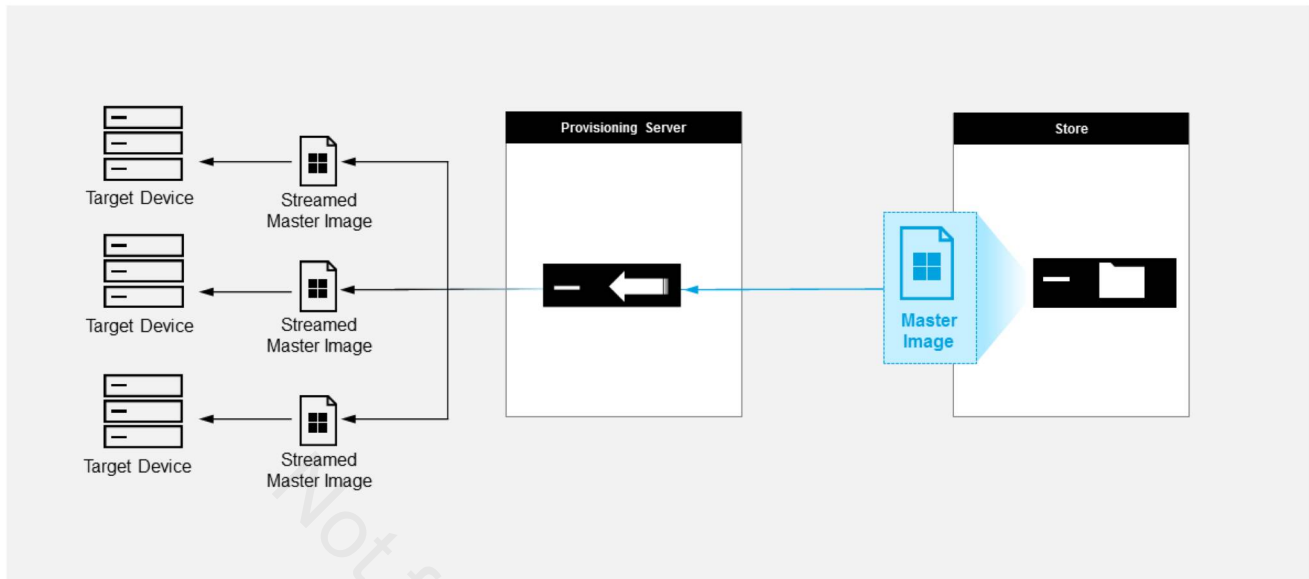 Provisioning Server
Store
Target Device
Streamed
Master Image
Target Device
Streamed
Master Image
Master
Image
Target Device
Streamed
Master Image
Not f